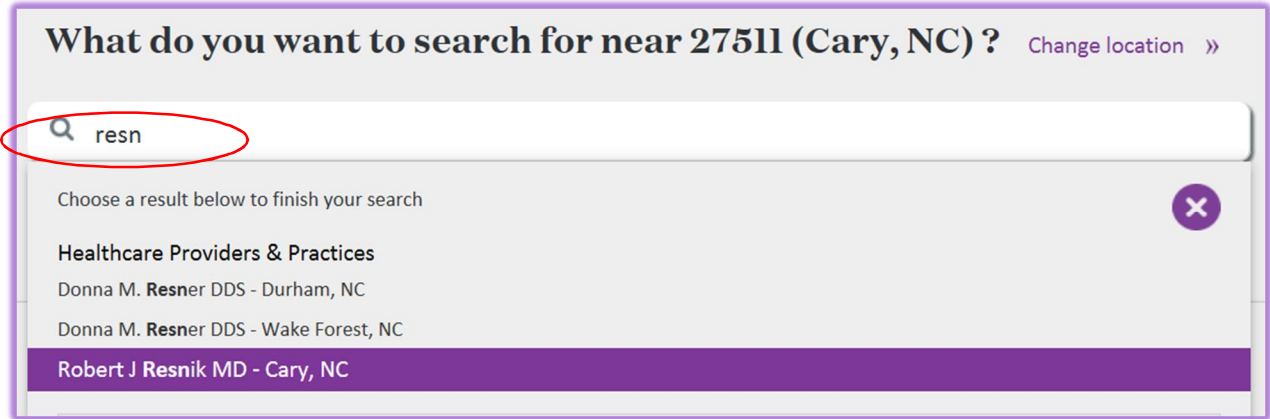 What do you want to search for near 27511 (Cary, NC) ? Change location »
resn
Choose a result below to finish your search
Healthcare Providers & Practices
Donna M. Resner DDS - Durham, NC
Donna M. Resner DDS - Wake Forest, NC
Robert J Resnik MD - Cary, NC